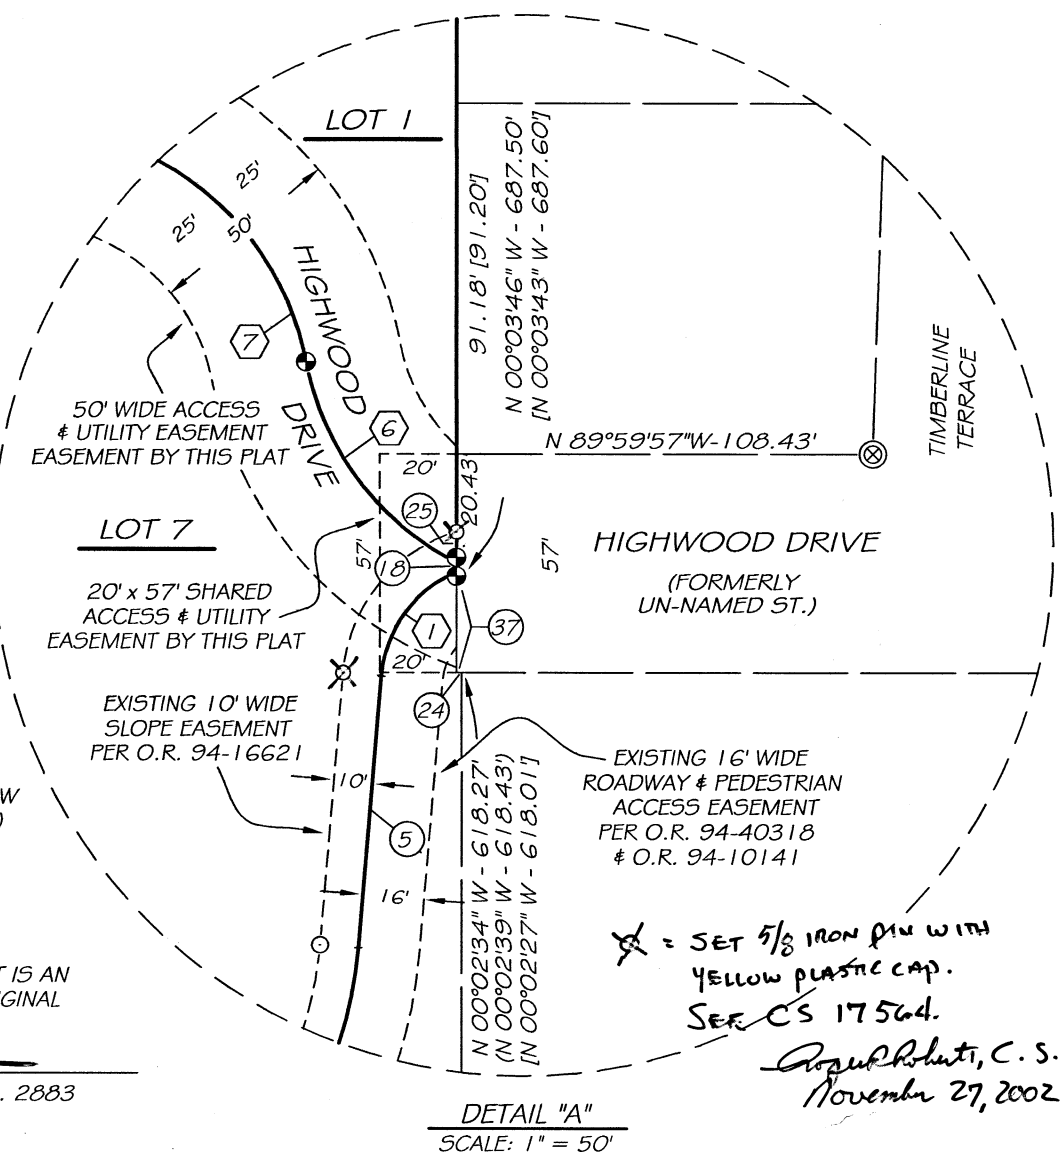 LOT 1
25'
25'
50'
HIGHWOOD
DRIVE
7
6
91.18' [91.20']
N 00°03'46" W - 687.50'
[N 00°03'43" W - 687.60']
TIMBERLINE
TERRACE
50' WIDE ACCESS
& UTILITY EASEMENT
EASEMENT BY THIS PLAT
N 89°59'57"W-108.43'
20'
20.43'
25
LOT 7
57'
18
57'
HIGHWOOD DRIVE
(FORMERLY
UN-NAMED ST.)
20' x 57' SHARED
ACCESS & UTILITY
EASEMENT BY THIS PLAT
1
37
20'
24
EXISTING 10' WIDE
SLOPE EASEMENT
PER O.R. 94-16621
10'
5
16'
N 00°02'34" W - 618.27'
(N 00°02'39" W - 618.43')
[N 00°02'27" W - 618.01']
EXISTING 16' WIDE
ROADWAY & PEDESTRIAN
ACCESS EASEMENT
PER O.R. 94-40318
& O.R. 94-10141
W
)
T IS AN
GINAL
. 2883
= SET 5/8 IRON PIN WITH
YELLOW PLASTIC CAP.
SEE CS 17564.
Roger Roberts, C. S.
November 27, 2002
DETAIL "A"
SCALE: 1" = 50'